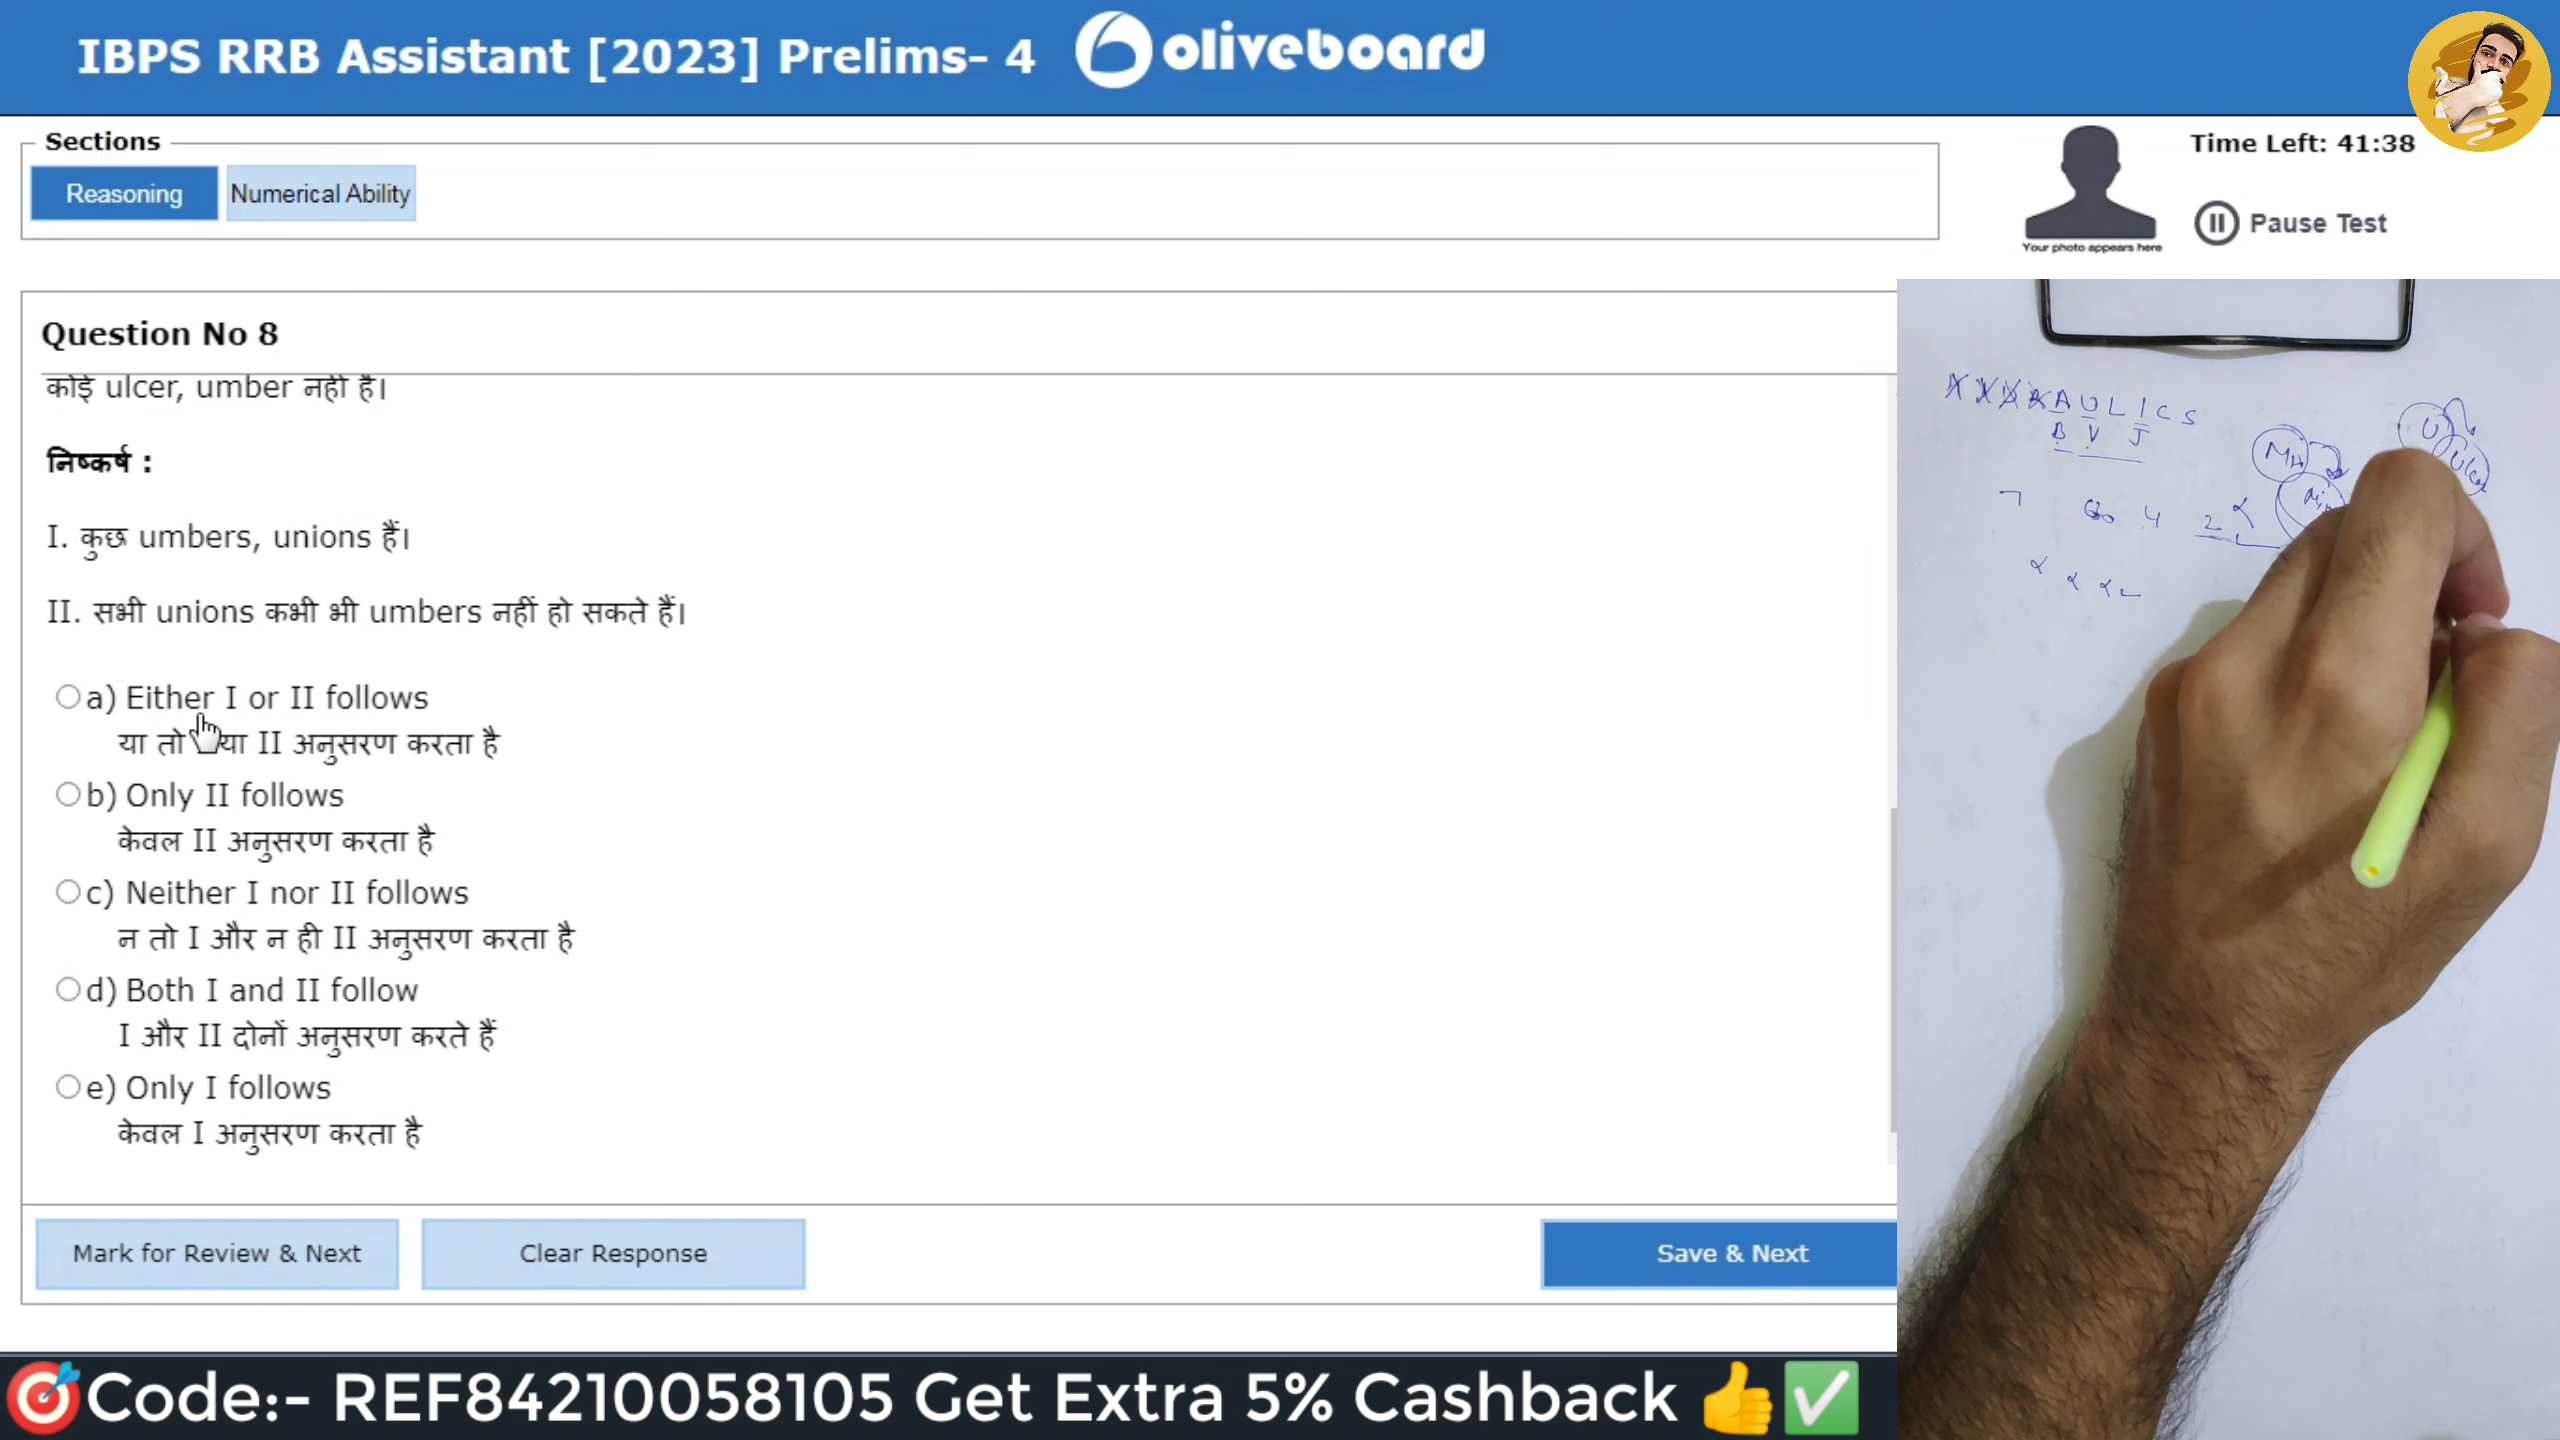 IBPS RRB Assistant [2023] Prelims- 4 oliveboard
Sections
Reasoning Numerical Ability
Time Left: 41:38
Pause Test
Your photo appears here
Question No 8
कोई ulcer, umber नहीं है।
निष्कर्ष :
I. कुछ umbers, unions हैं।
II. सभी unions कभी भी umbers नहीं हो सकते हैं।
a) Either I or II follows
या तो या II अनुसरण करता है
b) Only II follows
केवल II अनुसरण करता है
c) Neither I nor II follows
न तो I और न ही II अनुसरण करता है
d) Both I and II follow
I और II दोनों अनुसरण करते हैं
e) Only I follows
केवल I अनुसरण करता है
Mark for Review & Next Clear Response Save & Next
Code:- REF84210058105 Get Extra 5% Cashback
A U L I C S
B V J